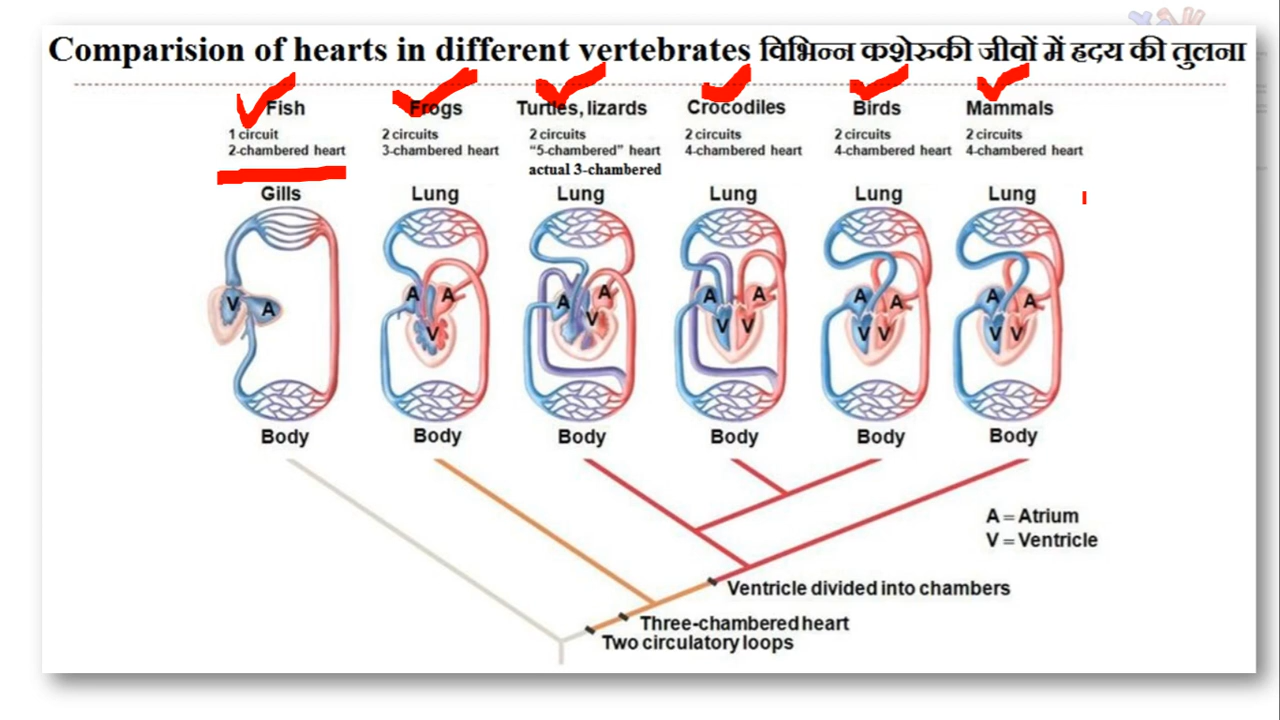 Comparision of hearts in different vertebrates विभिन्न कशेरुकी जीवों में हृदय की तुलना
Fish
1 circuit
2-chambered heart
Frogs
2 circuits
3-chambered heart
Turtles, lizards
2 circuits
“5-chambered” heart
actual 3-chambered
Crocodiles
2 circuits
4-chambered heart
Birds
2 circuits
4-chambered heart
Mammals
2 circuits
4-chambered heart
Gills
Lung
Lung
Lung
Lung
Lung
V A
A A
V
A A
V
A A
V V
A A
V V
A A
V V
Body
Body
Body
Body
Body
Body
A = Atrium
V = Ventricle
Ventricle divided into chambers
Three-chambered heart
Two circulatory loops